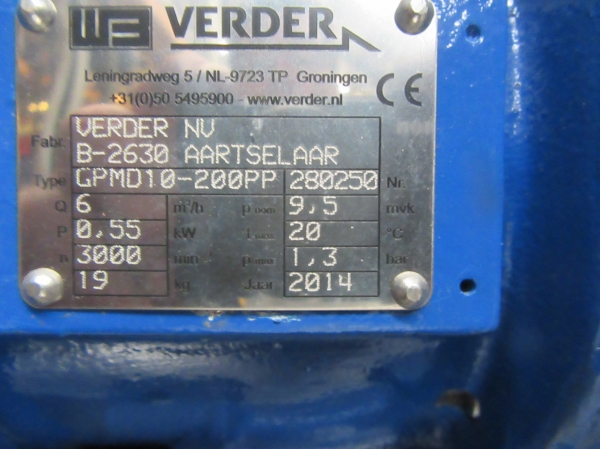 VERDER
Leningradweg 5 / NL-9723 TP Groningen
+31(0)50 5495900 - www.verder.nl
CE
Fabr. VERDER NV
B-2630 AARTSELAAR
Type GPMD10-200PP 280250 Nr.
Q 6 m³/h p nom 9,5 mvk
P 0,55 kW 20 °C
n 3000 min p max 1,3 bar
19 kg Jaar 2014